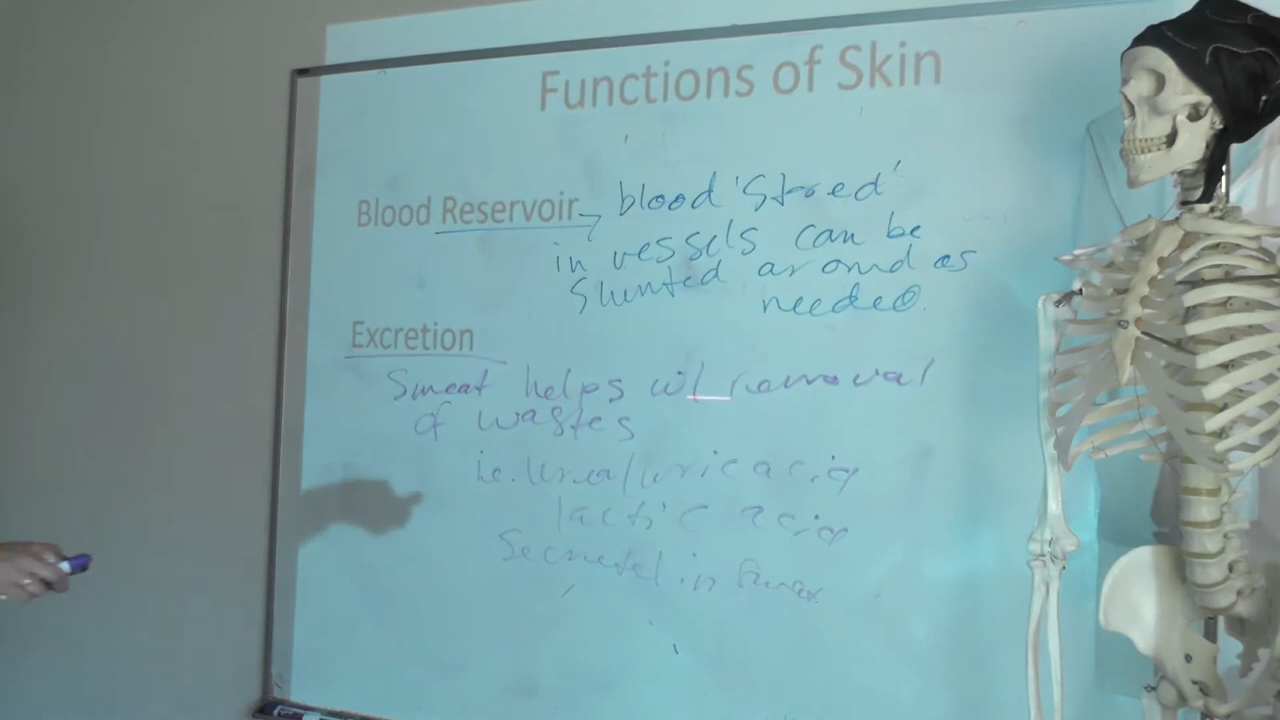 Functions of Skin
Blood Reservoir → blood 'Stored'
in vessels can be
Shunted around as
needed.
Excretion
Sweat helps w/ removal
of wastes
i.e. Urea/uric acid
lactic acid
Secreted in Sweat